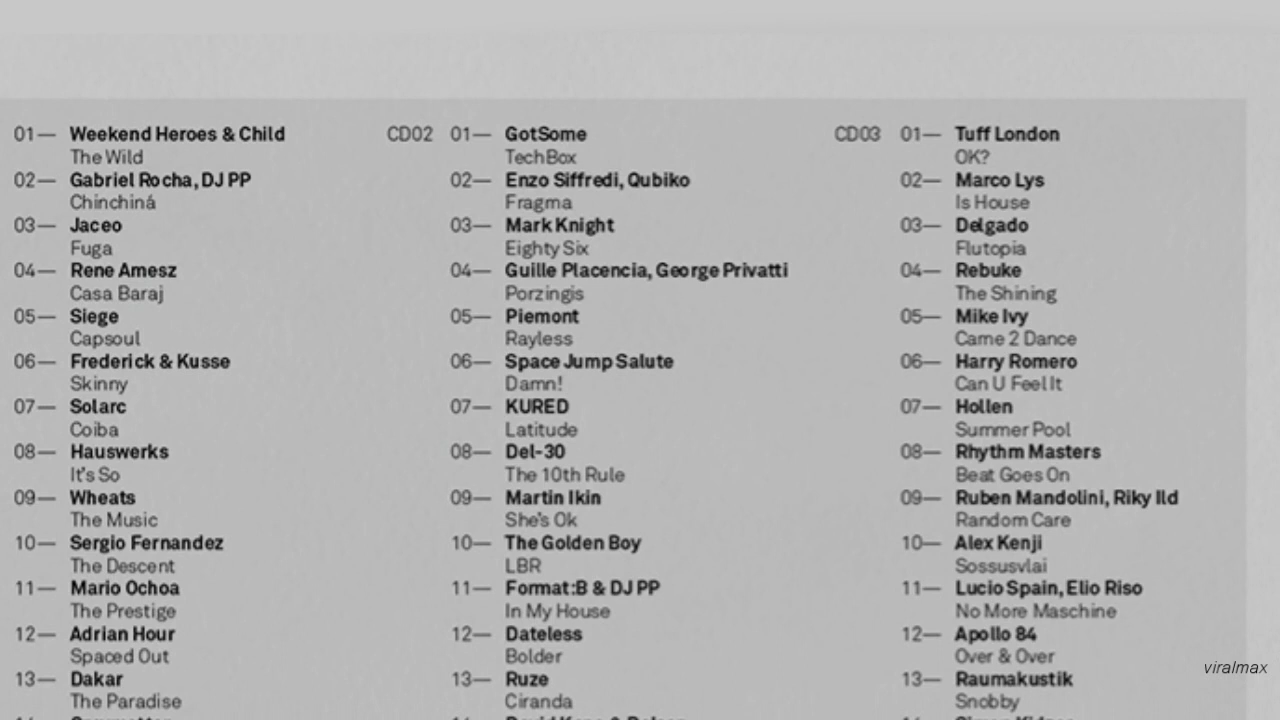 01— Weekend Heroes & Child
The Wild
02— Gabriel Rocha, DJ PP
Chinchiná
03— Jaceo
Fuga
04— Rene Amesz
Casa Baraj
05— Siege
Capsoul
06— Frederick & Kusse
Skinny
07— Solarc
Coiba
08— Hauswerks
It's So
09— Wheats
The Music
10— Sergio Fernandez
The Descent
11— Mario Ochoa
The Prestige
12— Adrian Hour
Spaced Out
13— Dakar
The Paradise
CD02 01— GotSome
TechBox
02— Enzo Siffredi, Qubiko
Fragma
03— Mark Knight
Eighty Six
04— Guille Placencia, George Privatti
Porzingis
05— Piemont
Rayless
06— Space Jump Salute
Damn!
07— KURED
Latitude
08— Del-30
The 10th Rule
09— Martin Ikin
She's Ok
10— The Golden Boy
LBR
11— Format:B & DJ PP
In My House
12— Dateless
Bolder
13— Ruze
Ciranda
CD03 01— Tuff London
OK?
02— Marco Lys
Is House
03— Delgado
Flutopia
04— Rebuke
The Shining
05— Mike Ivy
Came 2 Dance
06— Harry Romero
Can U Feel It
07— Hollen
Summer Pool
08— Rhythm Masters
Beat Goes On
09— Ruben Mandolini, Riky Ild
Random Care
10— Alex Kenji
Sossusvlai
11— Lucio Spain, Elio Riso
No More Maschine
12— Apollo 84
Over & Over
13— Raumakustik
Snobby
viralmax